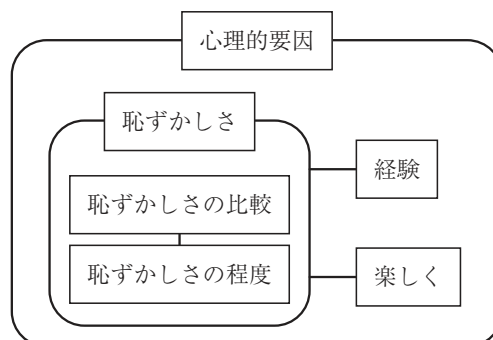 心理的要因
恥ずかしさ
恥ずかしさの比較
恥ずかしさの程度
経験
楽しく